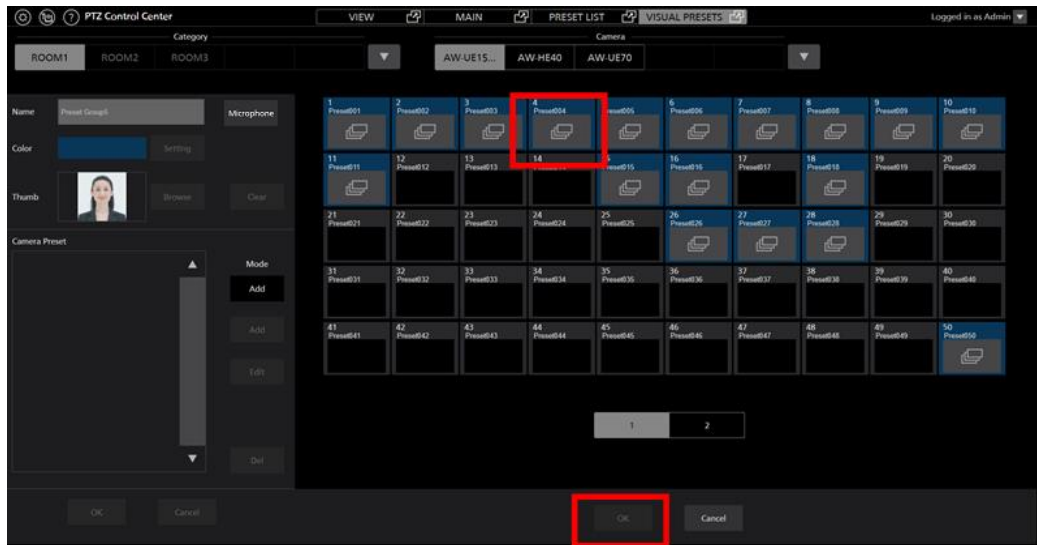 PTZ Control Center
VIEW
MAIN
PRESET LIST
VISUAL PRESETS
Logged in as Admin
Category
Camera
ROOM1
ROOM2
ROOM3
AW-UE15...
AW-HE40
AW-UE70
Name
Preset Group6
Microphone
Color
Setting
Thumb
Browse
Clear
Camera Preset
Mode
Add
Add
Edit
Del
OK
Cancel
1 2 3 4 6 7 8 9 10
Preset001 Preset002 Preset003 Preset004 Preset005 Preset006 Preset007 Preset008 Preset009 Preset010
11 12 13 14 16 17 18 19 20
Preset011 Preset012 Preset013 Preset015 Preset016 Preset017 Preset018 Preset019 Preset020
21 22 23 24 25 26 27 28 29 30
Preset021 Preset022 Preset023 Preset024 Preset025 Preset026 Preset027 Preset028 Preset029 Preset030
31 32 33 34 35 36 37 38 39 40
Preset031 Preset032 Preset033 Preset034 Preset035 Preset036 Preset037 Preset038 Preset039 Preset040
41 42 43 44 45 46 47 48 49 50
Preset041 Preset042 Preset043 Preset044 Preset045 Preset046 Preset047 Preset048 Preset049 Preset050
1
2
OK
Cancel